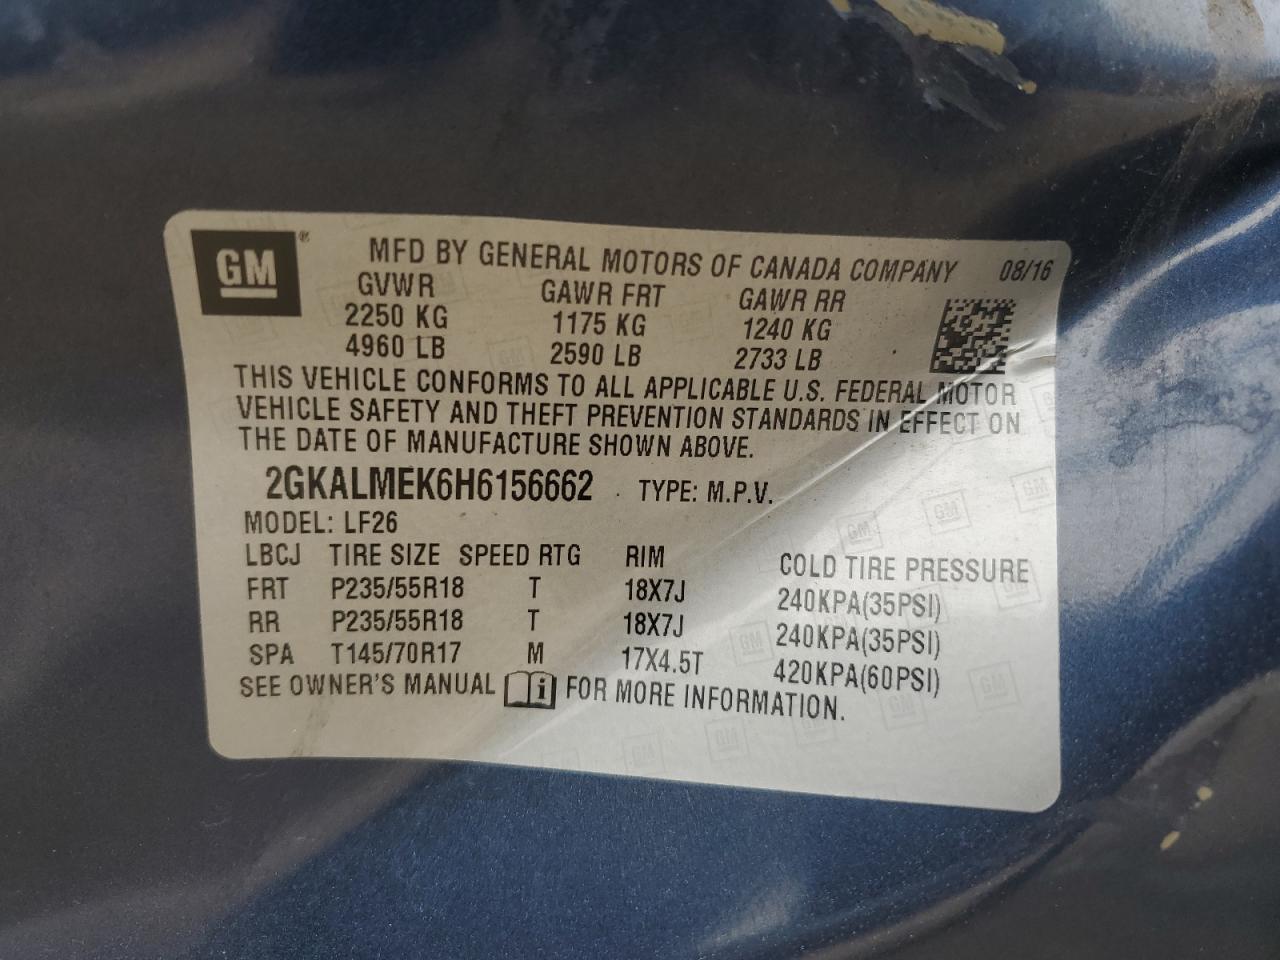 GM®
MFD BY GENERAL MOTORS OF CANADA COMPANY 08/16
GVWR GAWR FRT GAWR RR
2250 KG 1175 KG 1240 KG
4960 LB 2590 LB 2733 LB
THIS VEHICLE CONFORMS TO ALL APPLICABLE U.S. FEDERAL MOTOR
VEHICLE SAFETY AND THEFT PREVENTION STANDARDS IN EFFECT ON
THE DATE OF MANUFACTURE SHOWN ABOVE.
2GKALMEK6H6156662 TYPE: M.P.V.
MODEL: LF26
LBCJ TIRE SIZE SPEED RTG RIM COLD TIRE PRESSURE
FRT P235/55R18 T 18X7J 240KPA(35PSI)
RR P235/55R18 T 18X7J 240KPA(35PSI)
SPA T145/70R17 M 17X4.5T 420KPA(60PSI)
SEE OWNER'S MANUAL i FOR MORE INFORMATION.